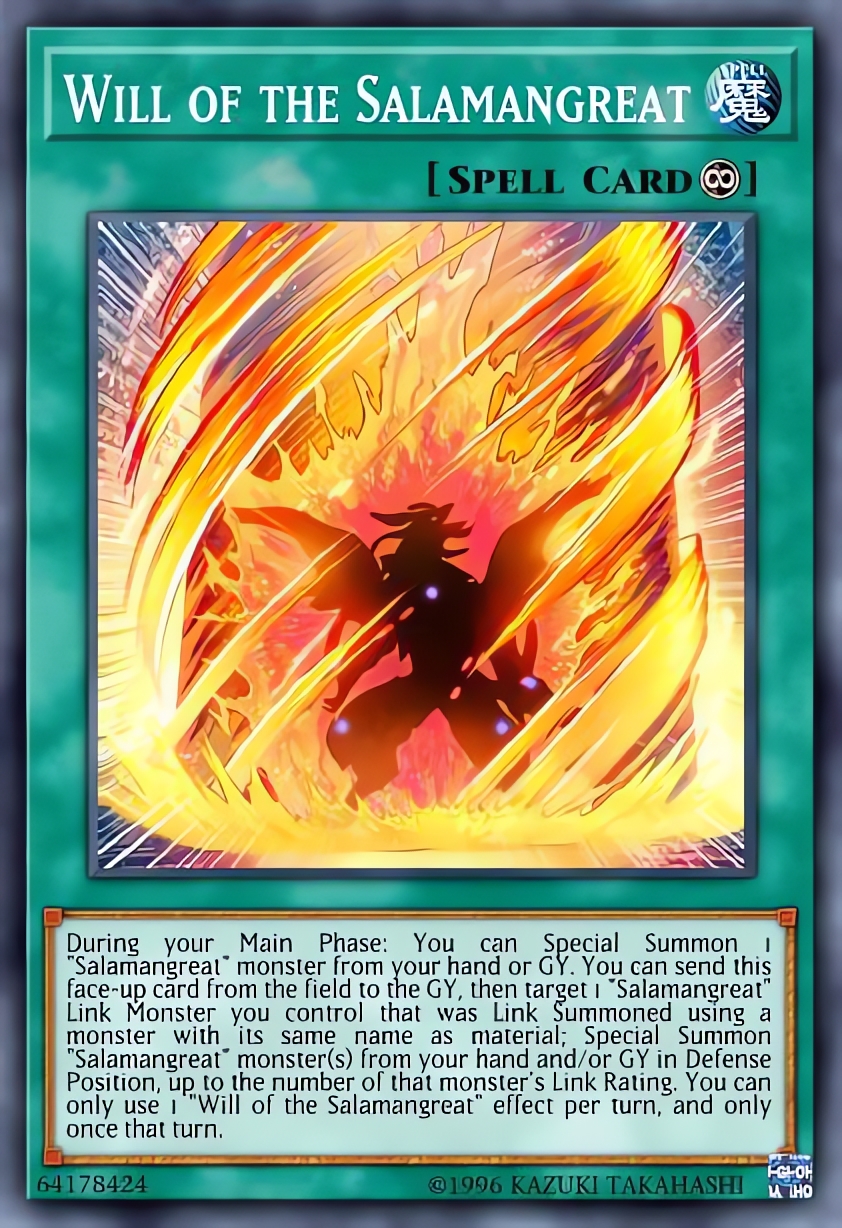 WILL OF THE SALAMANGREAT 魔
[SPELL CARD ∞]
During your Main Phase: You can Special Summon 1
"Salamangreat" monster from your hand or GY. You can send this
face-up card from the field to the GY, then target 1 "Salamangreat"
Link Monster you control that was Link Summoned using a
monster with its same name as material; Special Summon
"Salamangreat" monster(s) from your hand and/or GY in Defense
Position, up to the number of that monster's Link Rating. You can
only use 1 "Will of the Salamangreat" effect per turn, and only
once that turn.
64178424
©1996 KAZUKI TAKAHASHI